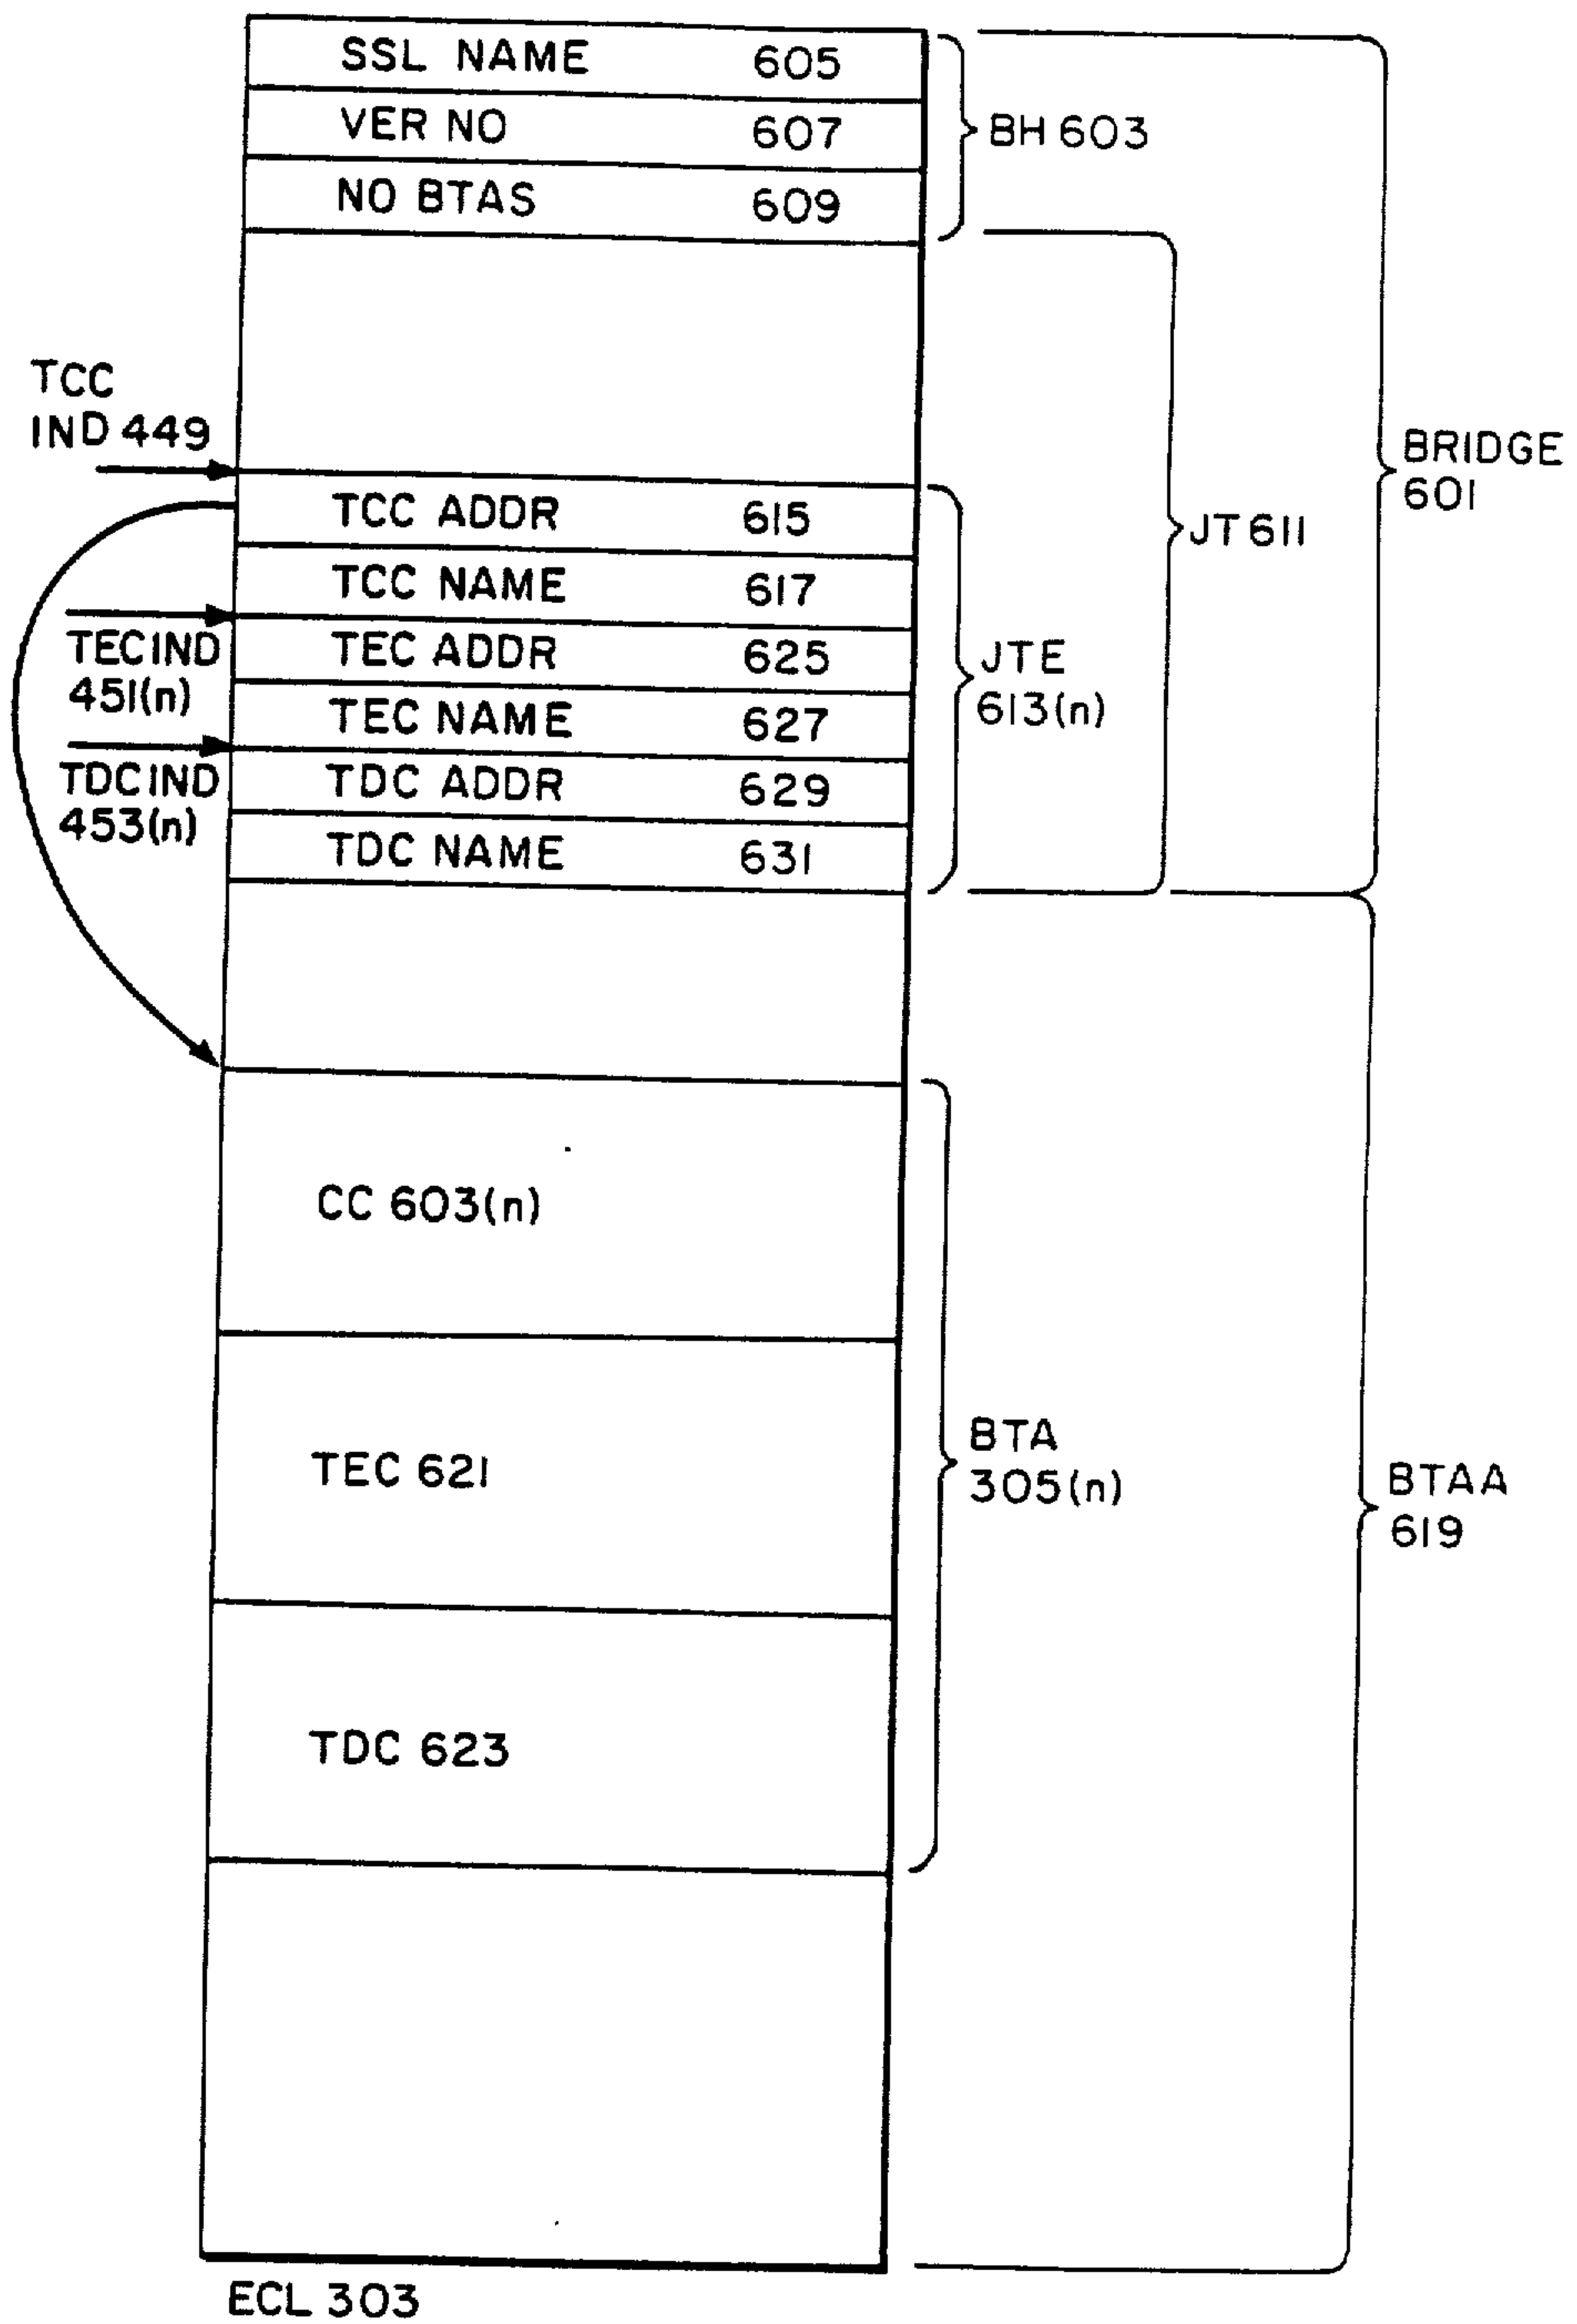 SSL NAME 605
VER NO 607
NO BTAS 609
BH 603
TCC
IND 449
TCC ADDR 615
TCC NAME 617
TECIND
451(n)
TEC ADDR 625
TEC NAME 627
TDCIND
453(n)
TDC ADDR 629
TDC NAME 631
JTE
613(n)
JT 611
BRIDGE
601
CC 603(n)
TEC 621
TDC 623
BTA
305(n)
BTAA
619
ECL 303